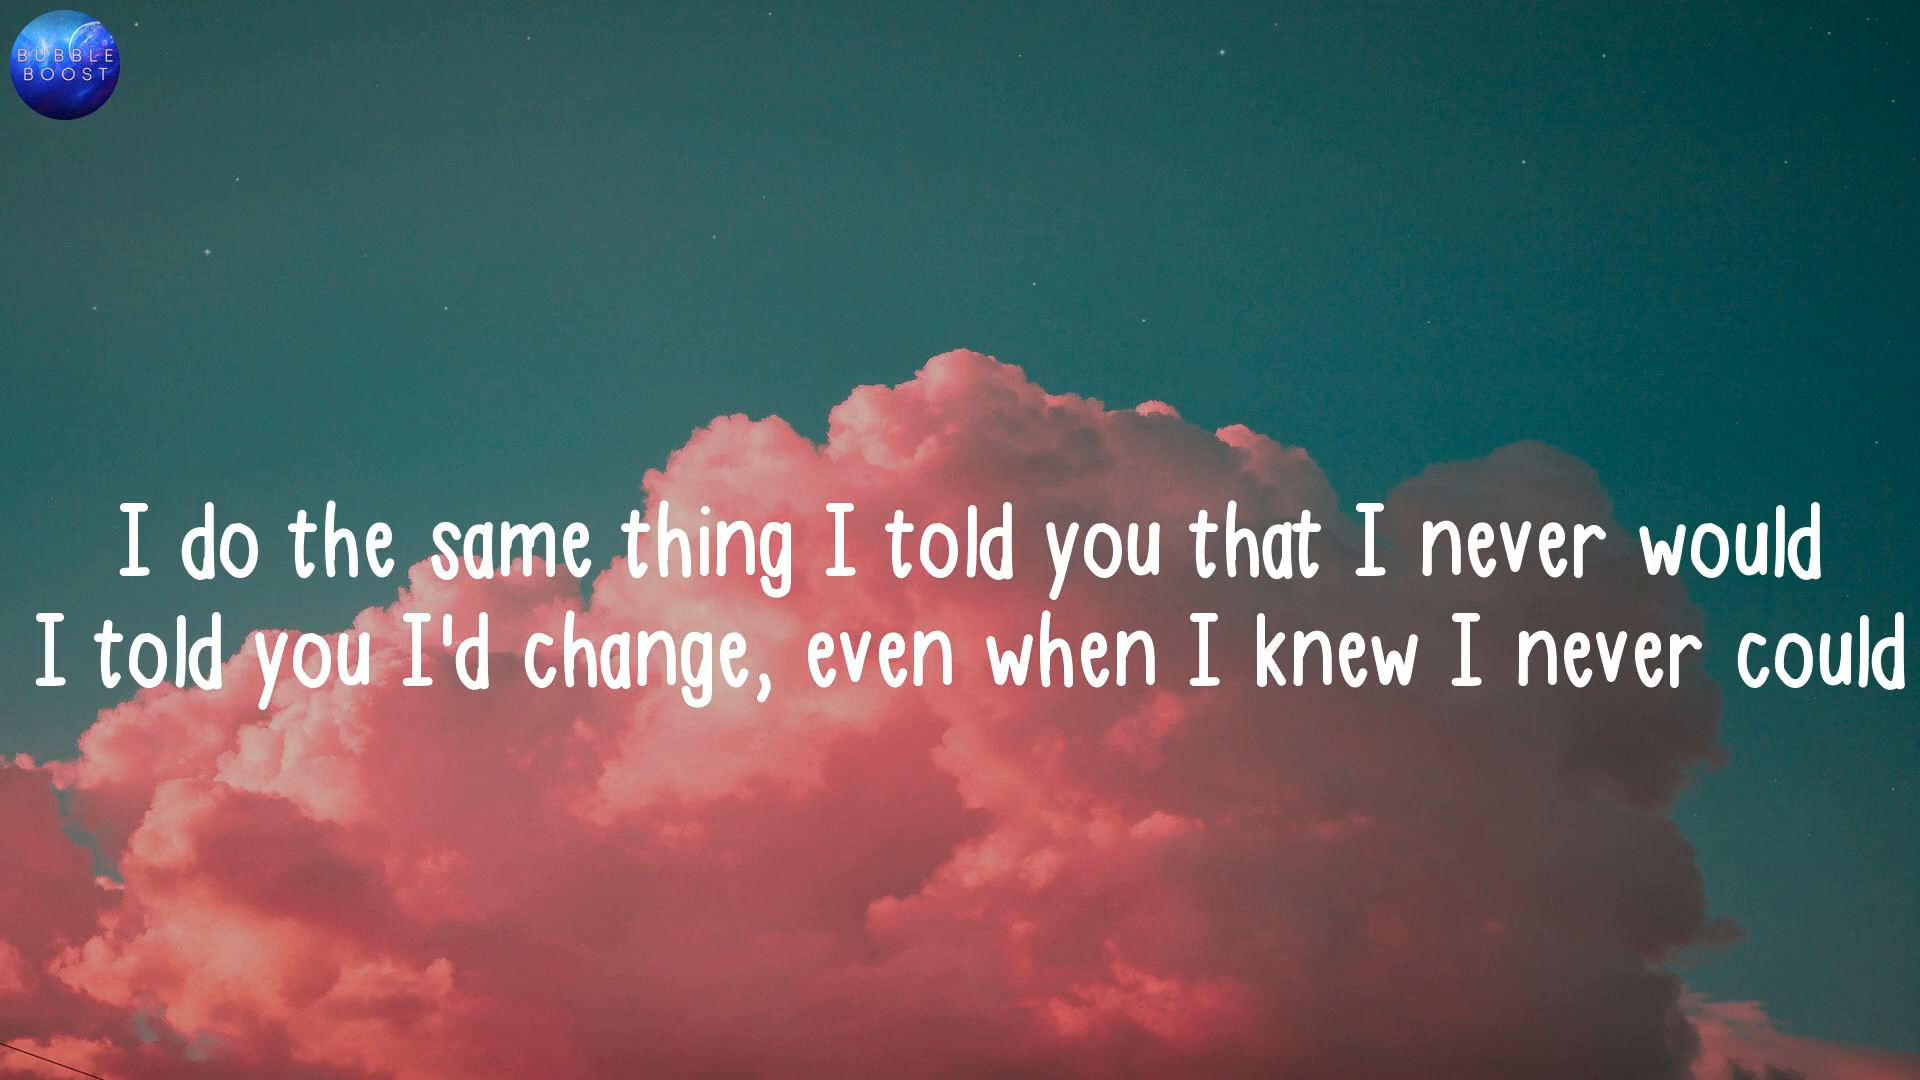 BUBBLE
BOOST
I do the same thing I told you that I never would
I told you I'd change, even when I knew I never could